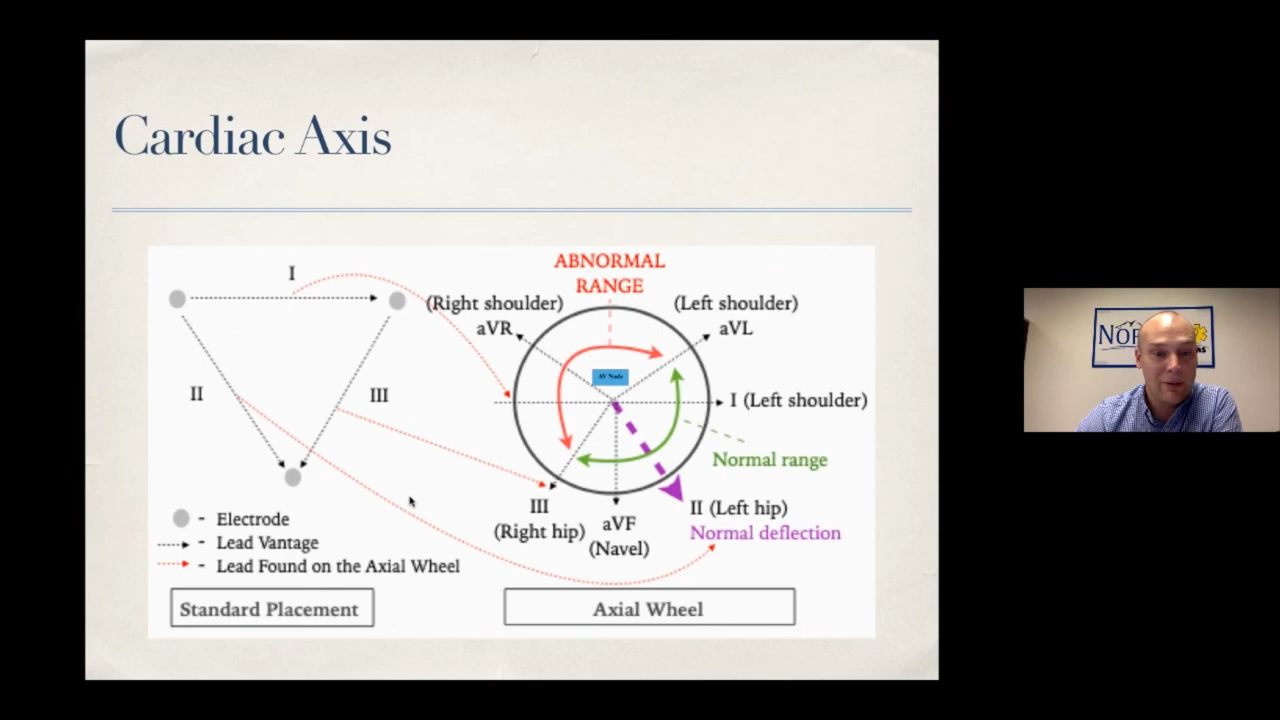 Cardiac Axis
I
II
III
- Electrode
- Lead Vantage
- Lead Found on the Axial Wheel
Standard Placement
ABNORMAL
RANGE
(Right shoulder)
aVR
(Left shoulder)
aVL
AV Node
I (Left shoulder)
Normal range
III
(Right hip)
aVF
(Navel)
II (Left hip)
Normal deflection
Axial Wheel